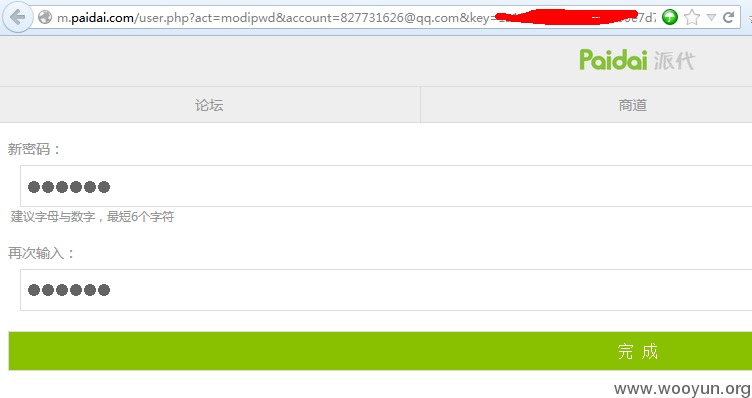 m.paidai.com/user.php?act=modipwd&account=827731626@qq.com&key=
Paidai 派代
论坛 商道
新密码：
●●●●●●
建议字母与数字，最短6个字符
再次输入：
●●●●●●
完 成
www.wooyun.org